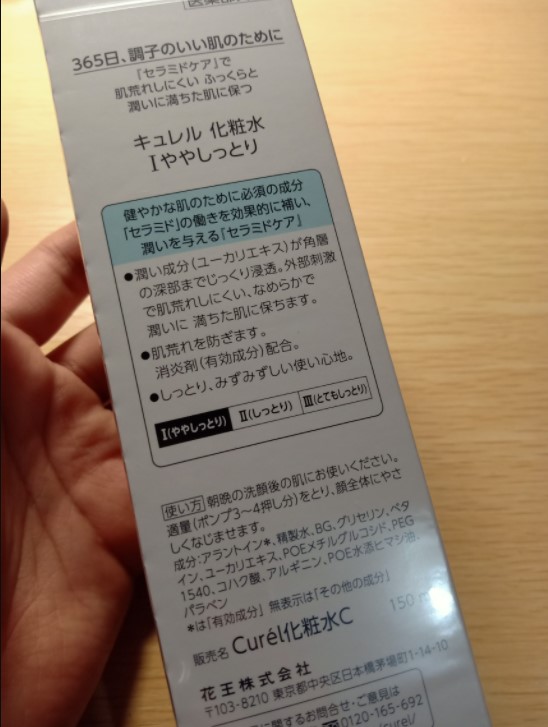 365日、調子のいい肌のために
『セラミドケア』で
肌荒れしにくい ふっくらと
潤いに満ちた肌に保つ
キュレル 化粧水
I ややしっとり
健やかな肌のために必須の成分
「セラミド」の働きを効果的に補い、
潤いを与える『セラミドケア』
●潤い成分(ユーカリエキス)が角層
の深部までじっくり浸透。外部刺激
で肌荒れしにくい、なめらかで
潤いに 満ちた肌に保ちます。
●肌荒れを防ぎます。
消炎剤(有効成分)配合。
●しっとり、みずみずしい使い心地。
I(ややしっとり) II(しっとり) III(とてもしっとり)
使い方 朝晩の洗顔後の肌にお使いください。
適量(ポンプ3〜4押し分)をとり、顔全体にやさ
しくなじませます。
成分:アラントイン*、精製水、BG、グリセリン、ベタ
イン、ユーカリエキス、POEメチルグルコシド、PEG
1540、コハク酸、アルギニン、POE水添ヒマシ油、
パラベン
*は「有効成分」 無表示は「その他の成分」
販売名 Curél化粧水C 150
花王株式会社
〒103-8210 東京都中央区日本橋茅場町1-14-10
に関するお問合せ・ご意見は
0120-165-692